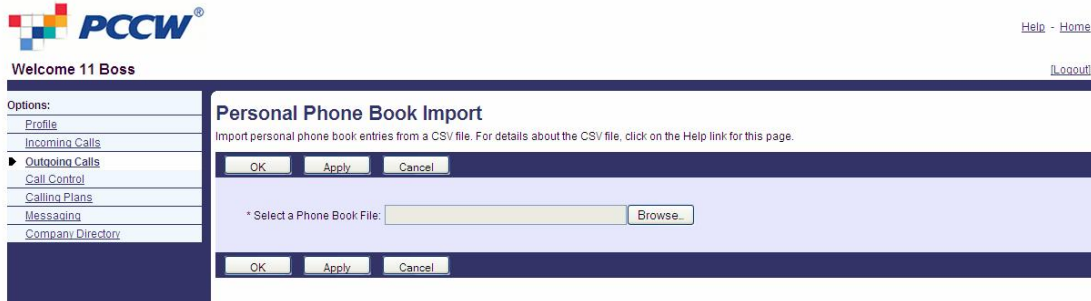 PCCW®
Help - Home
Welcome 11 Boss
[Logout]
Options:
Profile
Incoming Calls
Outgoing Calls
Call Control
Calling Plans
Messaging
Company Directory
Personal Phone Book Import
Import personal phone book entries from a CSV file. For details about the CSV file, click on the Help link for this page.
OK Apply Cancel
* Select a Phone Book File: Browse...
OK Apply Cancel